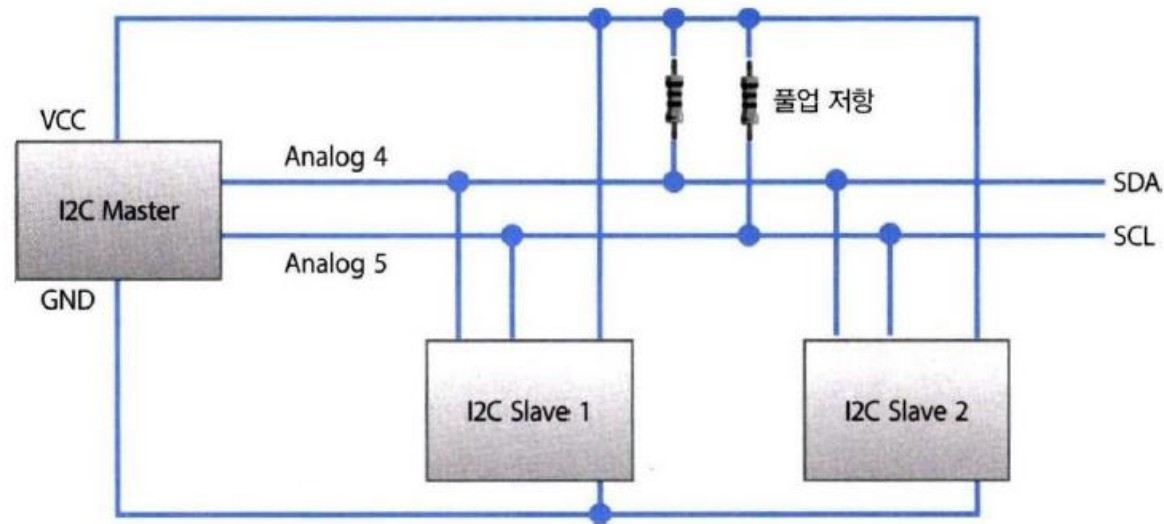 풀업 저항
VCC
Analog 4
SDA
I2C Master
SCL
Analog 5
GND
I2C Slave 1
I2C Slave 2